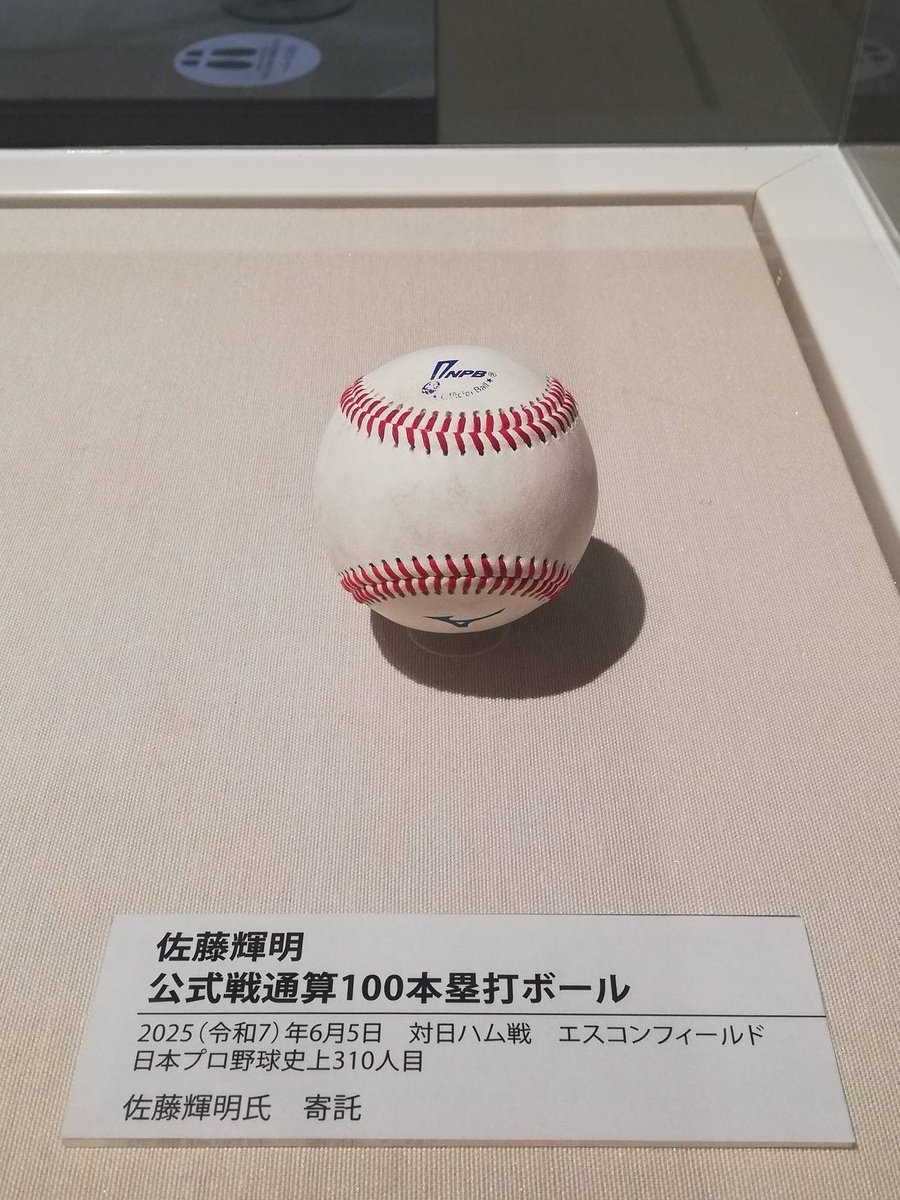 NPB®
佐藤輝明
公式戦通算100本塁打ボール
2025(令和7)年6月5日　対日ハム戦　エスコンフィールド
日本プロ野球史上310人目
佐藤輝明氏　寄託